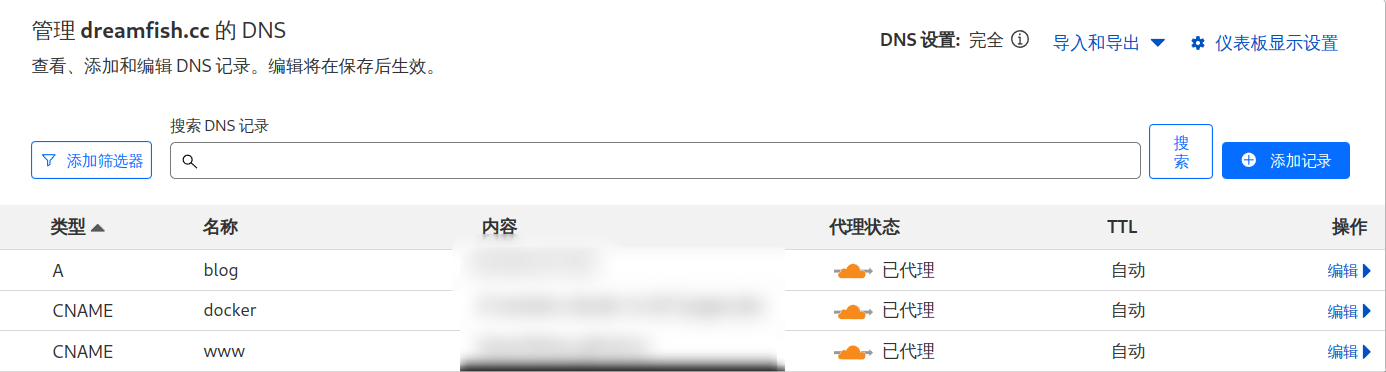 管理 dreamfish.cc 的 DNS
查看、添加和编辑 DNS 记录。编辑将在保存后生效。
DNS 设置: 完全 导入和导出 仪表板显示设置
搜索 DNS 记录
添加筛选器 搜索 添加记录
类型 名称 内容 代理状态 TTL 操作
A blog 已代理 自动 编辑
CNAME docker 已代理 自动 编辑
CNAME www 已代理 自动 编辑